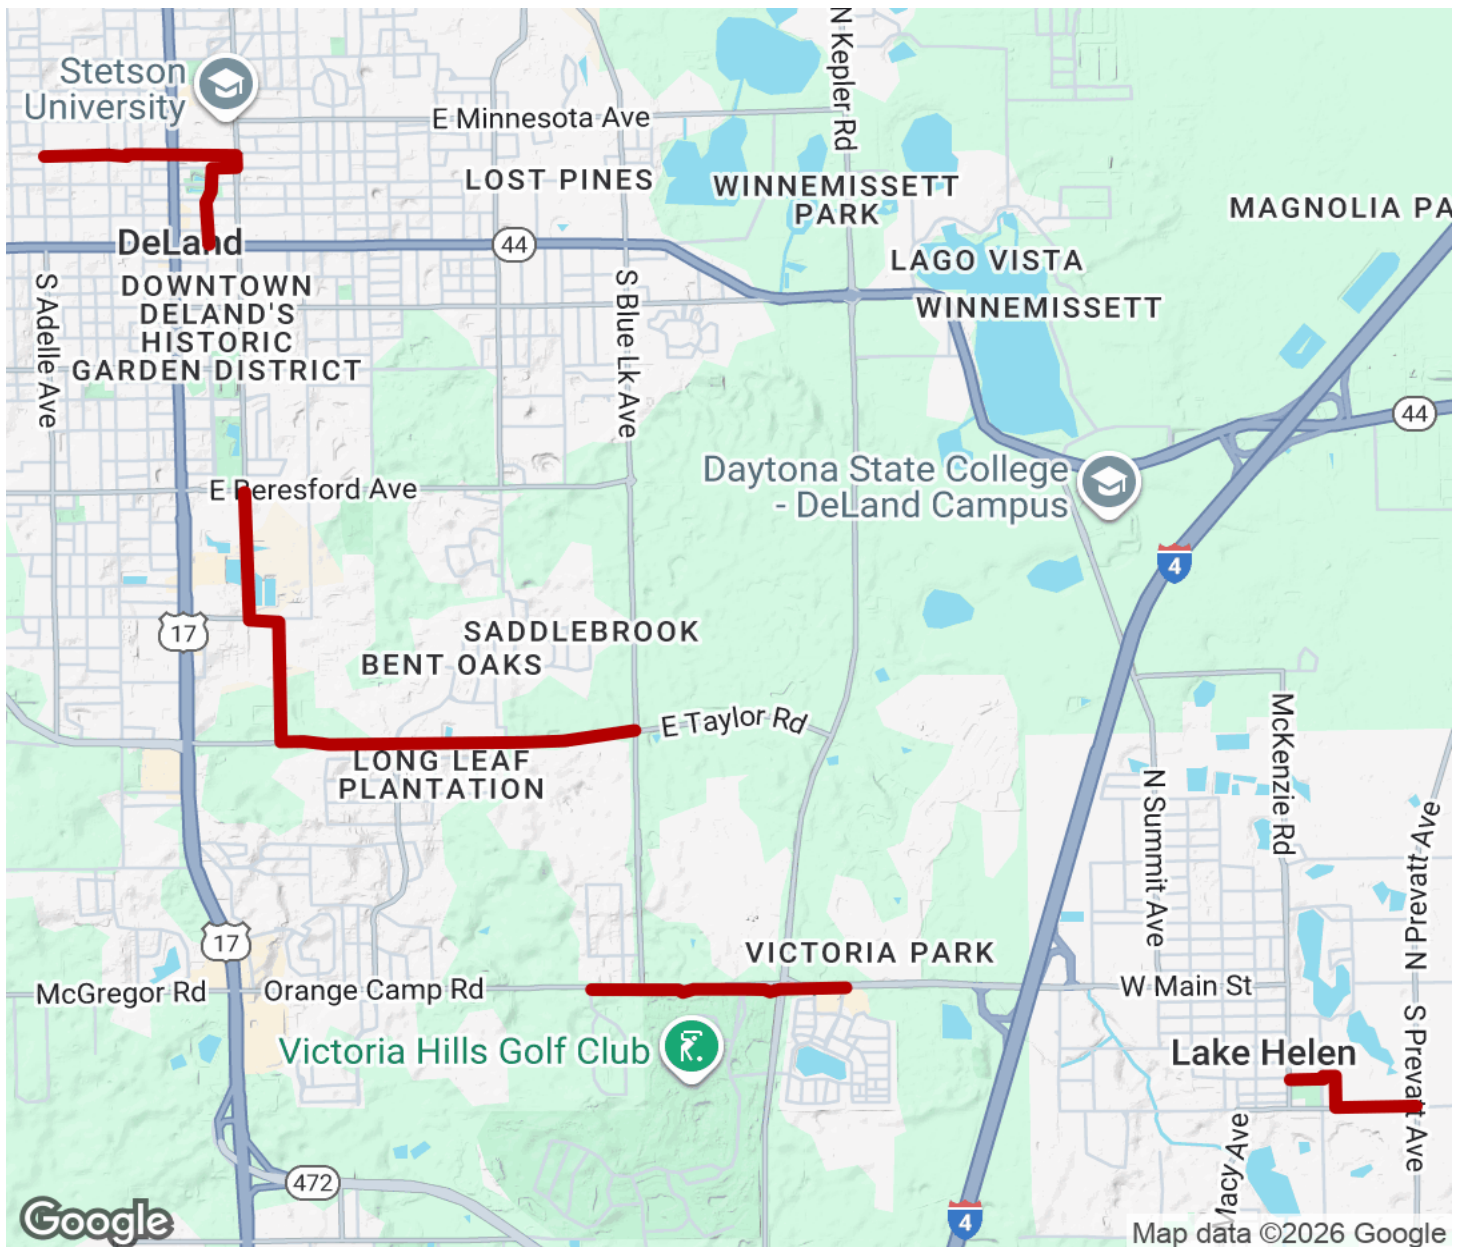 N Kepler Rd
Stetson
University
E Minnesota Ave
LOST PINES
WINNEMISSETT
PARK
MAGNOLIA PA
DeLand
44
LAGO VISTA
DOWNTOWN
DELAND'S
HISTORIC
GARDEN DISTRICT
S Adelle Ave
S Blue Lk Ave
WINNEMISSETT
44
Daytona State College
- DeLand Campus
E Beresford Ave
4
17
SADDLEBROOK
BENT OAKS
E Taylor Rd
LONG LEAF
PLANTATION
McKenzie Rd
N Summit Ave
N Prevatt Ave
17
VICTORIA PARK
McGregor Rd
Orange Camp Rd
W Main St
S Prevatt Ave
Victoria Hills Golf Club
Lake Helen
Macy Ave
472
4
Google
Map data ©2026 Google